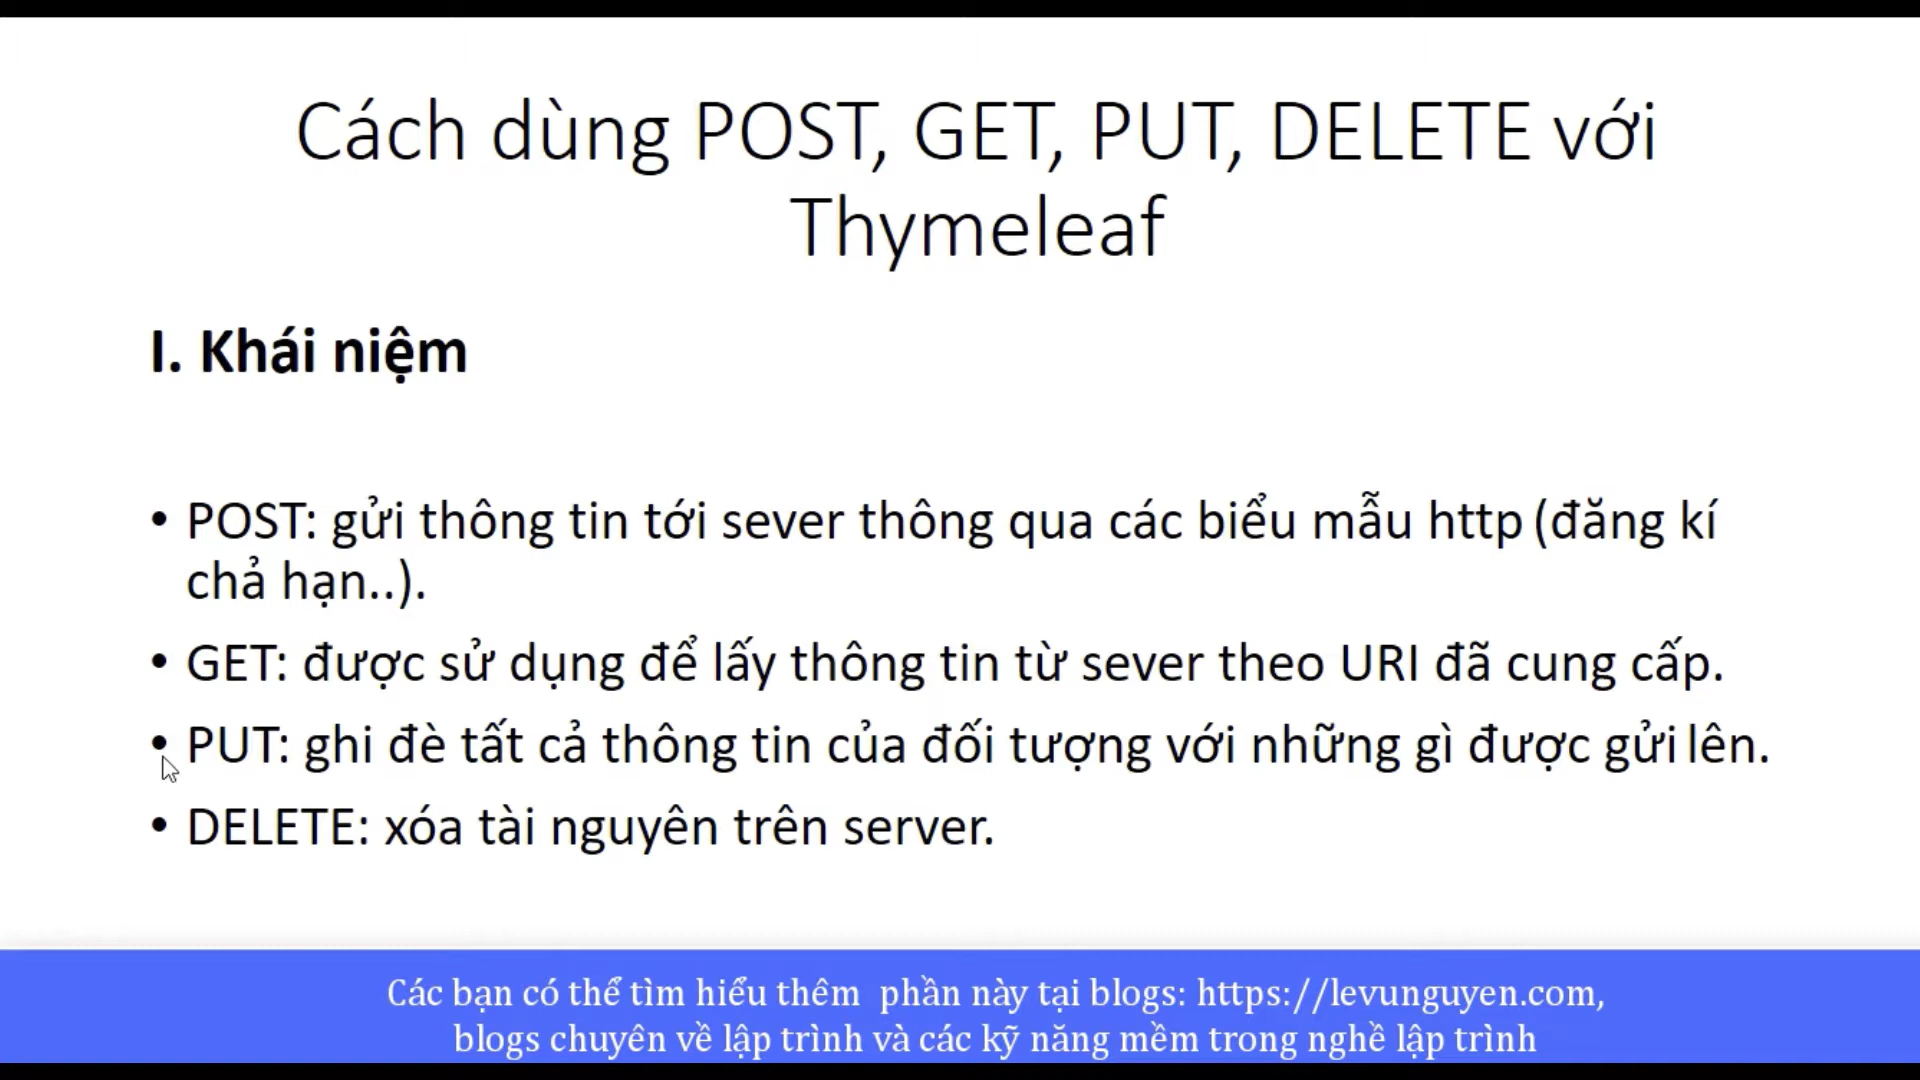 Cách dùng POST, GET, PUT, DELETE với
Thymeleaf
I. Khái niệm
• POST: gửi thông tin tới sever thông qua các biểu mẫu http (đăng kí
chả hạn..).
• GET: được sử dụng để lấy thông tin từ sever theo URI đã cung cấp.
• PUT: ghi đè tất cả thông tin của đối tượng với những gì được gửi lên.
• DELETE: xóa tài nguyên trên server.
Các bạn có thể tìm hiểu thêm  phần này tại blogs: https://levunguyen.com,
blogs chuyên về lập trình và các kỹ năng mềm trong nghề lập trình